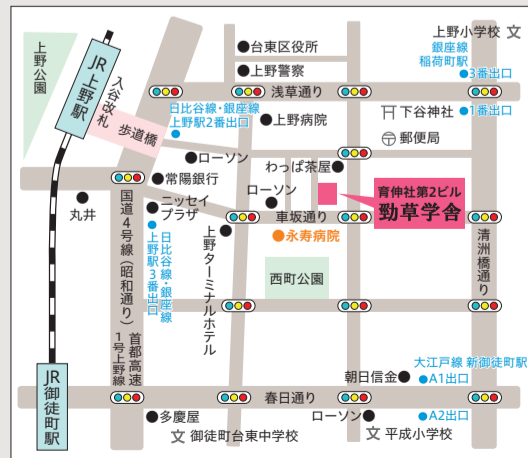 上野小学校 文
銀座線
稲荷町駅
3番出口
台東区役所
上野警察
上野公園
JR上野駅
入谷改札
浅草通り
歩道橋
日比谷線・銀座線
上野駅2番出口
上野病院
下谷神社
1番出口
郵便局
ローソン
わっぱ茶屋
常陽銀行
ローソン
育伸社第2ビル
勁草学舎
丸井
ニッセイ
プラザ
車坂通り
永寿病院
国道4号線(昭和通り)
日比谷線・銀座線
上野駅3番出口
上野ターミナルホテル
西町公園
清洲橋通り
首都高速
1号上野線
JR御徒町駅
大江戸線 新御徒町駅
朝日信金
A1出口
春日通り
多慶屋
ローソン
A2出口
文 御徒町台東中学校
文 平成小学校